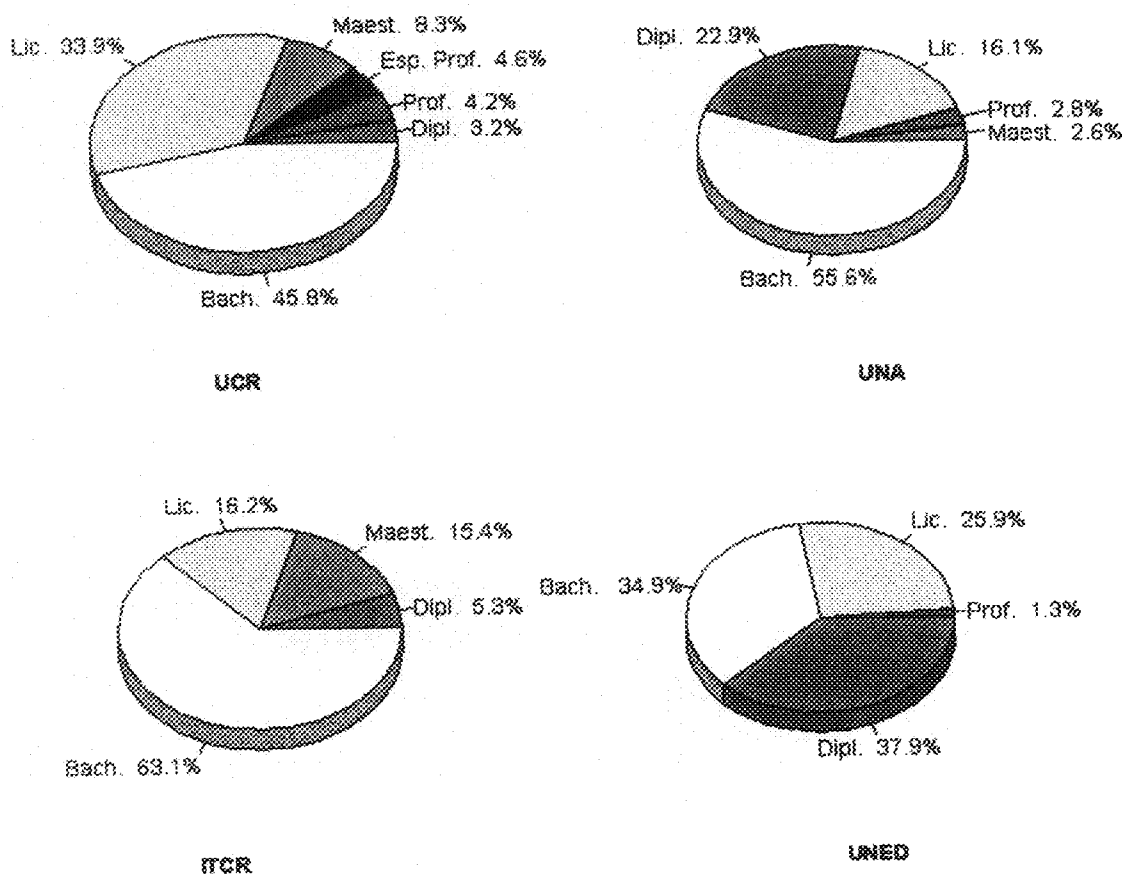 Maest. 8.3%
Lic. 33.9%
Esp. Prof. 4.6%
Prof. 4.2%
Dipl. 3.2%
Bach. 45.8%
UCR
Dipl. 22.9%
Lic. 16.1%
Prof. 2.8%
Maest. 2.6%
Bach. 55.6%
UNA
Lic. 16.2%
Maest. 15.4%
Dipl. 5.3%
Bach. 63.1%
ITCR
Lic. 25.9%
Bach. 34.9%
Prof. 1.3%
Dipl. 37.9%
UNED